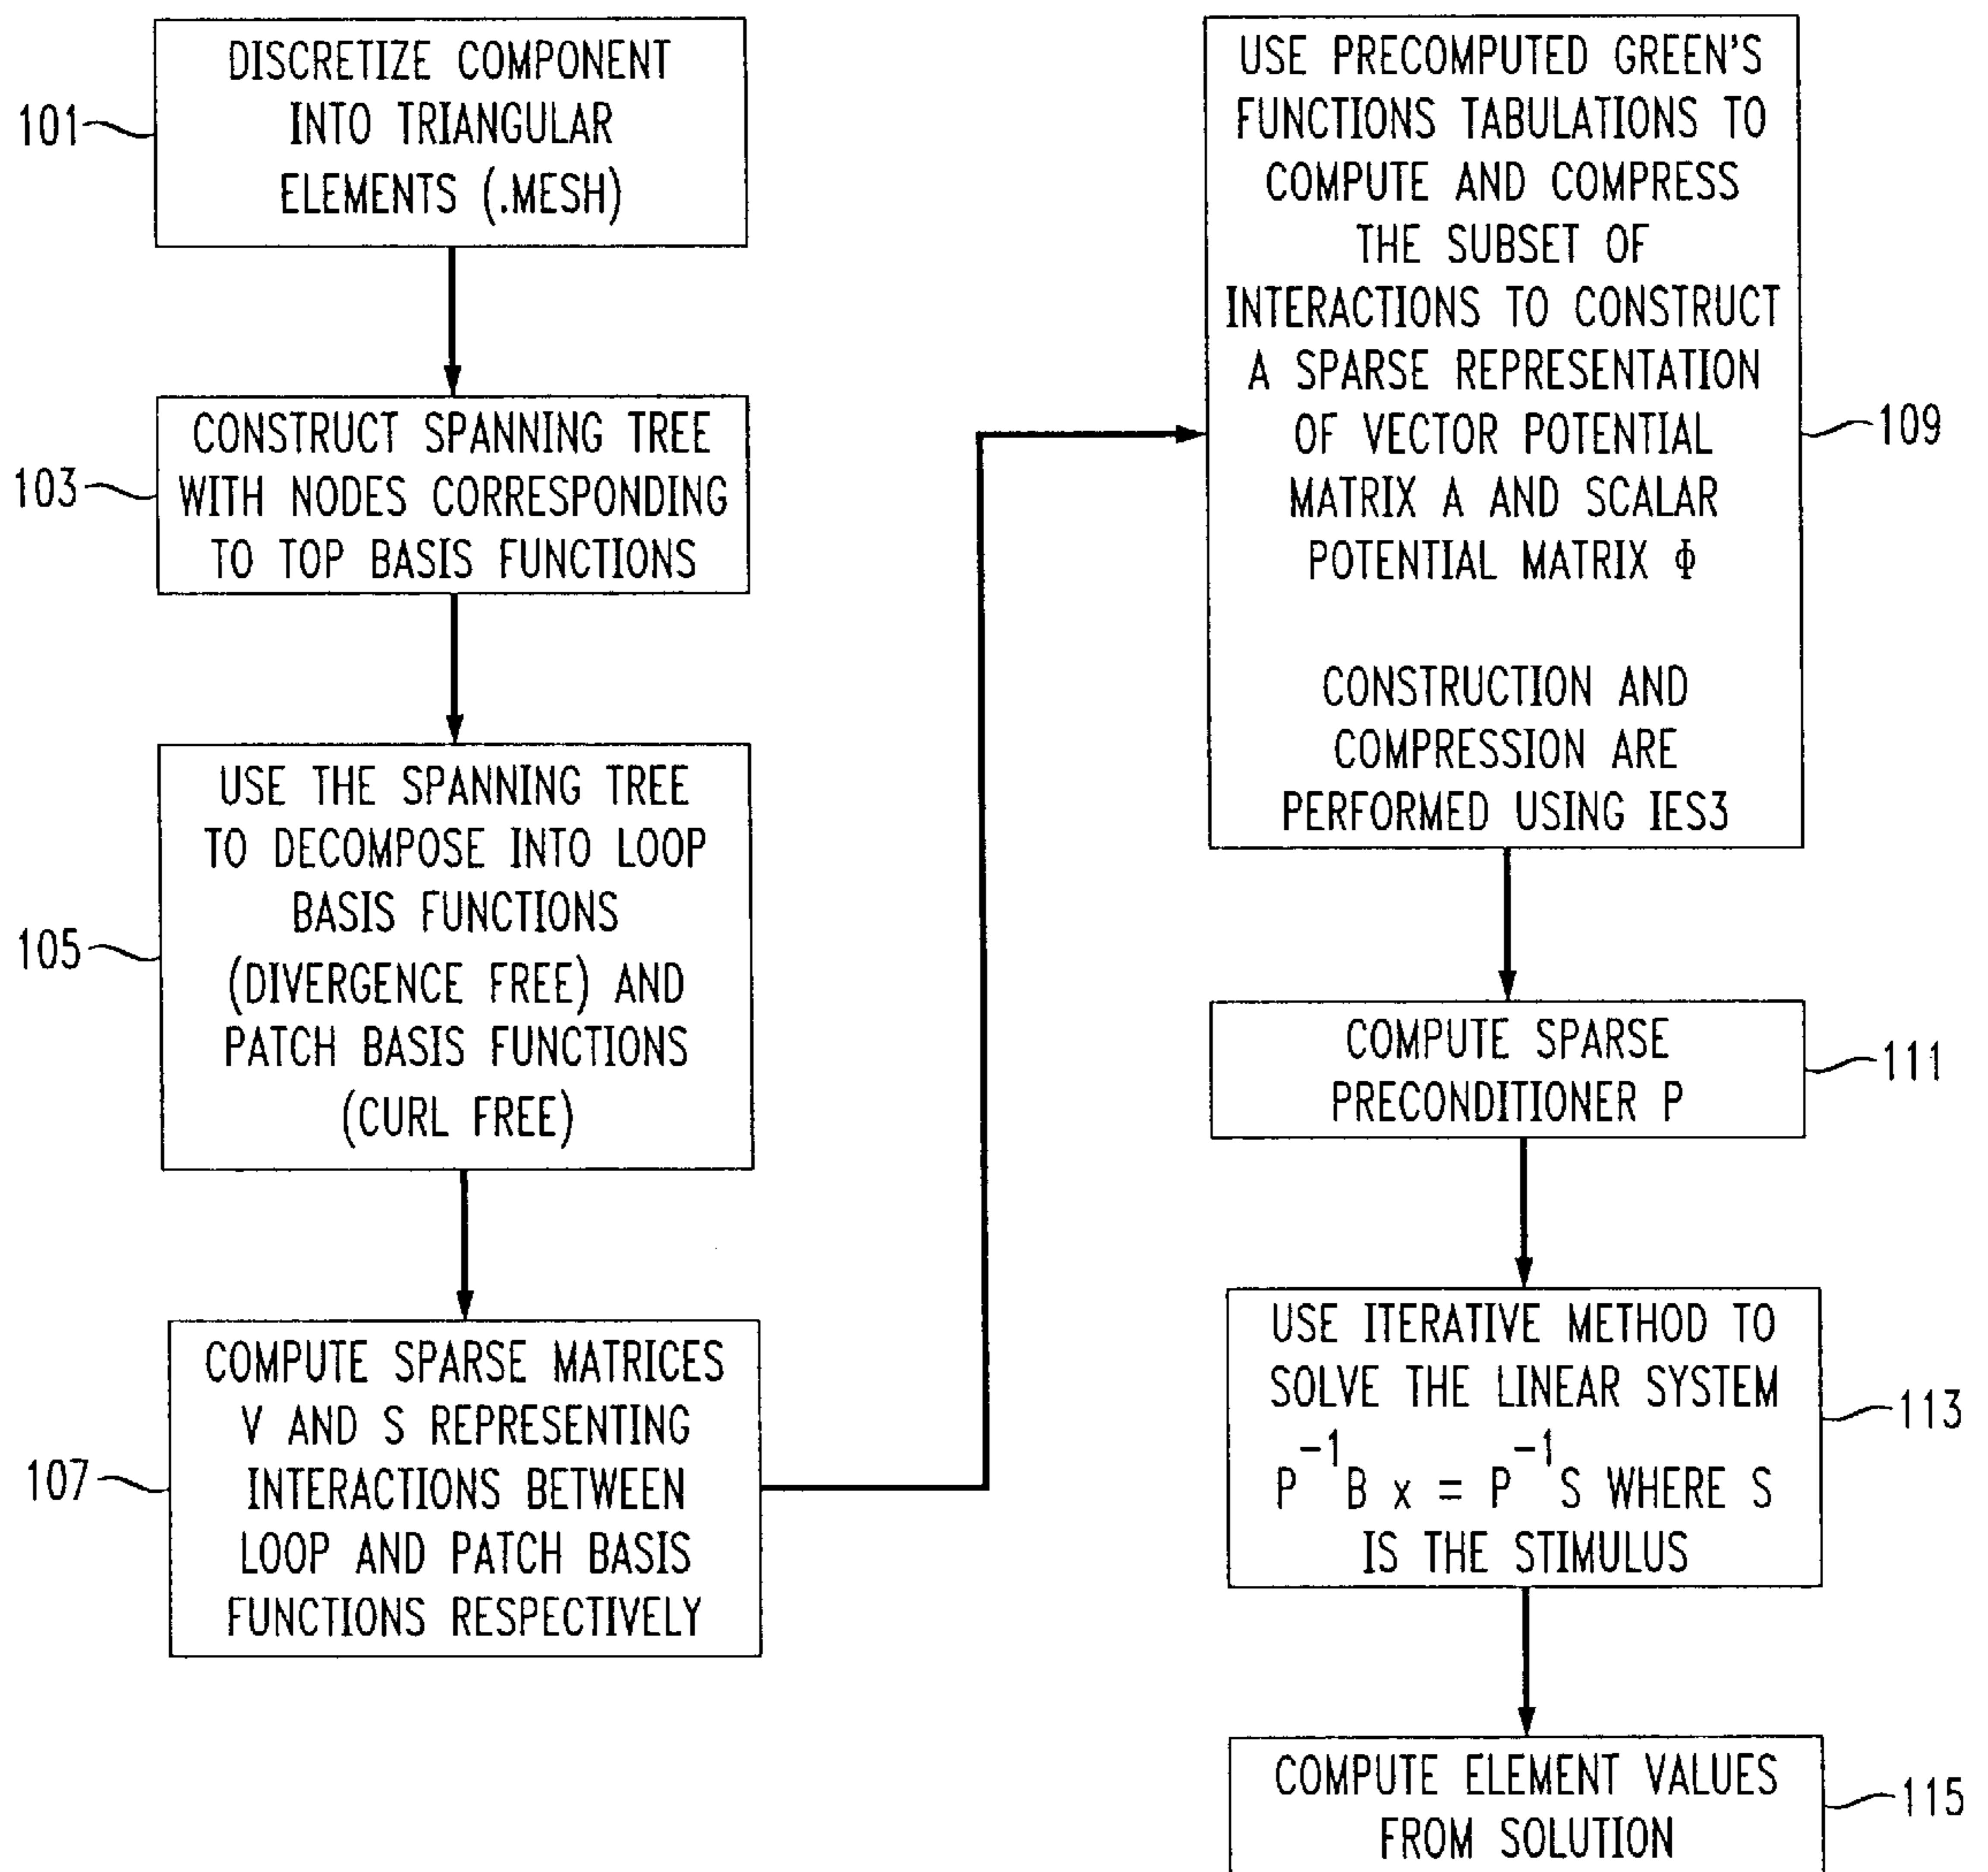 101
DISCRETIZE COMPONENT
INTO TRIANGULAR
ELEMENTS (.MESH)
103
CONSTRUCT SPANNING TREE
WITH NODES CORRESPONDING
TO TOP BASIS FUNCTIONS
105
USE THE SPANNING TREE
TO DECOMPOSE INTO LOOP
BASIS FUNCTIONS
(DIVERGENCE FREE) AND
PATCH BASIS FUNCTIONS
(CURL FREE)
107
COMPUTE SPARSE MATRICES
V AND S REPRESENTING
INTERACTIONS BETWEEN
LOOP AND PATCH BASIS
FUNCTIONS RESPECTIVELY
USE PRECOMPUTED GREEN'S
FUNCTIONS TABULATIONS TO
COMPUTE AND COMPRESS
THE SUBSET OF
INTERACTIONS TO CONSTRUCT
A SPARSE REPRESENTATION
OF VECTOR POTENTIAL
MATRIX A AND SCALAR
POTENTIAL MATRIX Φ
CONSTRUCTION AND
COMPRESSION ARE
PERFORMED USING IES3
109
COMPUTE SPARSE
PRECONDITIONER P
111
USE ITERATIVE METHOD TO
SOLVE THE LINEAR SYSTEM
P⁻¹B x = P⁻¹S WHERE S
IS THE STIMULUS
113
COMPUTE ELEMENT VALUES
FROM SOLUTION
115